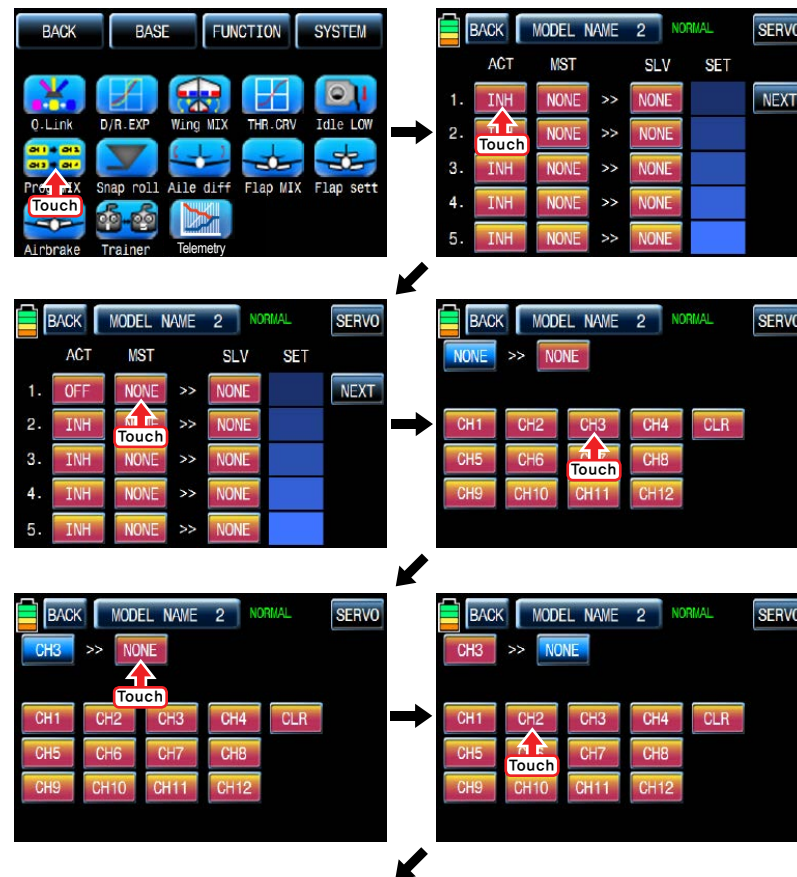 BACK BASE FUNCTION SYSTEM
Q.Link D/R.EXP Wing MIX THR.CRV Idle LOW
CH1 CH2
CH3 CH4
Snap roll Aile diff Flap MIX Flap sett
Touch
Airbrake Trainer Telemetry
BACK MODEL NAME 2 NORMAL SERVO
ACT MST SLV SET
1. INH NONE >> NONE NEXT
2. NONE >> NONE
Touch
3. INH NONE >> NONE
4. INH NONE >> NONE
5. INH NONE >> NONE
BACK MODEL NAME 2 NORMAL SERVO
ACT MST SLV SET
1. OFF NONE >> NONE NEXT
2. INH >> NONE
Touch
3. INH NONE >> NONE
4. INH NONE >> NONE
5. INH NONE >> NONE
BACK MODEL NAME 2 NORMAL SERVO
NONE >> NONE
CH1 CH2 CH3 CH4 CLR
CH5 CH6 CH8
Touch
CH9 CH10 CH11 CH12
BACK MODEL NAME 2 NORMAL SERVO
CH3 >> NONE
Touch
CH1 CH2 CH3 CH4 CLR
CH5 CH6 CH7 CH8
CH9 CH10 CH11 CH12
BACK MODEL NAME 2 NORMAL SERVO
CH3 >> NONE
CH1 CH2 CH3 CH4 CLR
CH5 CH7 CH8
Touch
CH9 CH10 CH11 CH12